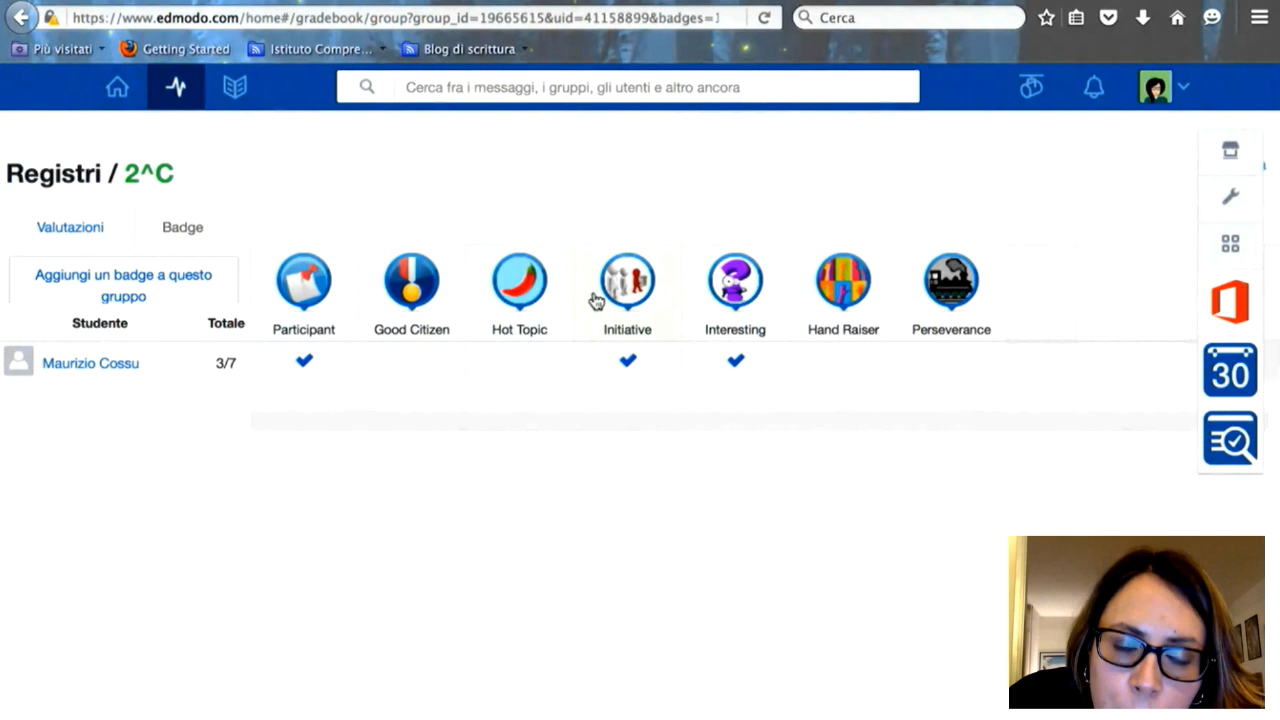 https://www.edmodo.com/home#/gradebook/group?group_id=19665615&uid=41158899&badges=1
Cerca
Più visitati
Getting Started
Istituto Compre...
Blog di scrittura
Cerca fra i messaggi, i gruppi, gli utenti e altro ancora
Registri / 2^C
Valutazioni
Badge
Aggiungi un badge a questo
gruppo
Participant
Good Citizen
Hot Topic
Initiative
Interesting
Hand Raiser
Perseverance
Studente
Totale
Maurizio Cossu
3/7
30